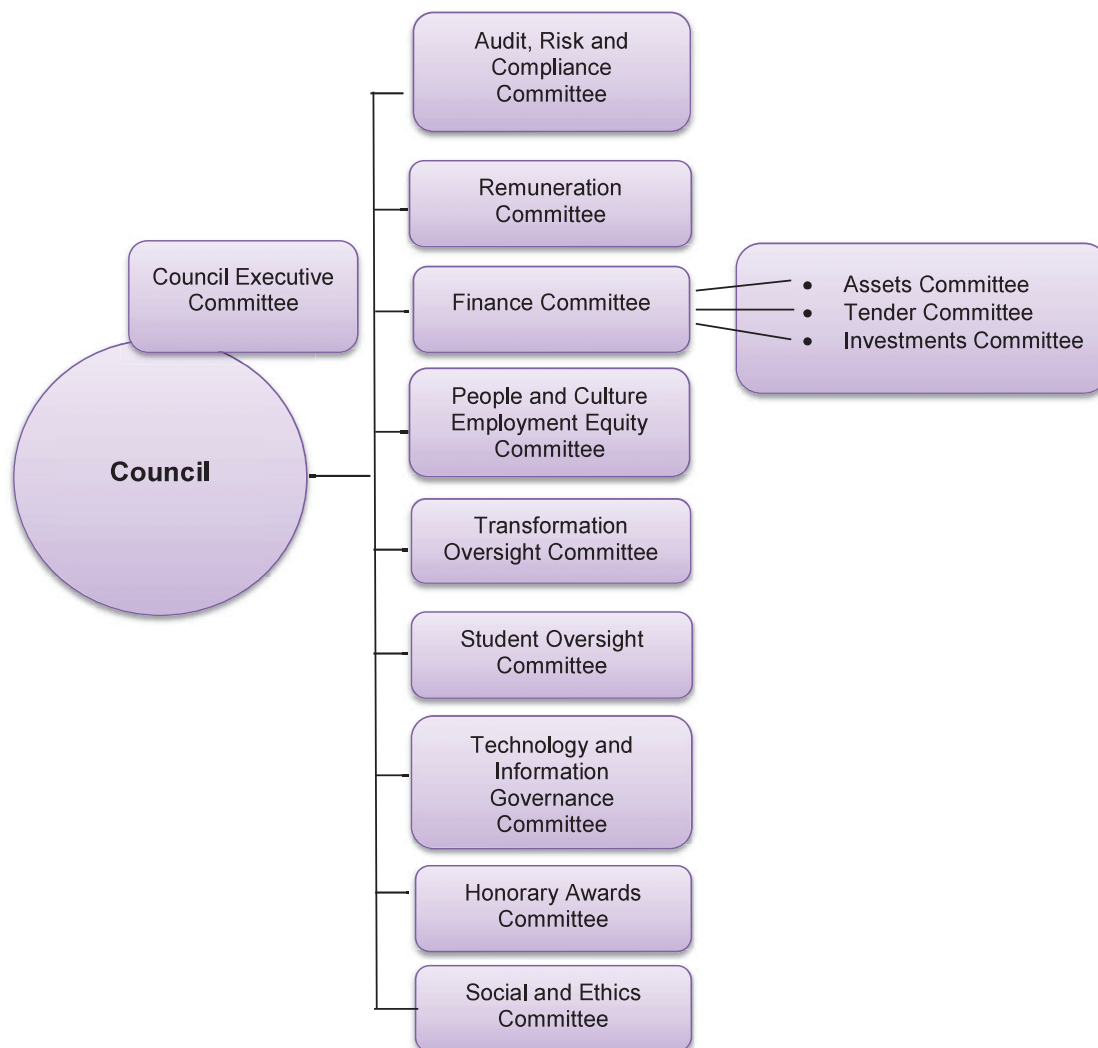 Audit, Risk and
Compliance
Committee
Remuneration
Committee
Council Executive
Committee
Finance Committee
• Assets Committee
• Tender Committee
• Investments Committee
People and Culture
Employment Equity
Committee
Council
Transformation
Oversight Committee
Student Oversight
Committee
Technology and
Information
Governance
Committee
Honorary Awards
Committee
Social and Ethics
Committee